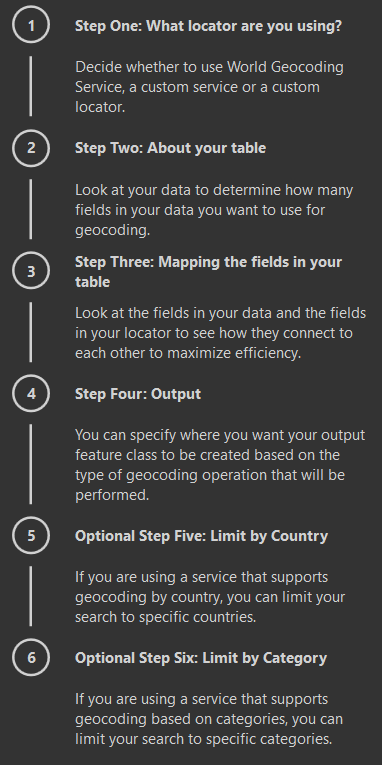 1
Step One: What locator are you using?
Decide whether to use World Geocoding
Service, a custom service or a custom
locator.
2
Step Two: About your table
Look at your data to determine how many
fields in your data you want to use for
geocoding.
3
Step Three: Mapping the fields in your
table
Look at the fields in your data and the fields
in your locator to see how they connect to
each other to maximize efficiency.
4
Step Four: Output
You can specify where you want your output
feature class to be created based on the
type of geocoding operation that will be
performed.
5
Optional Step Five: Limit by Country
If you are using a service that supports
geocoding by country, you can limit your
search to specific countries.
6
Optional Step Six: Limit by Category
If you are using a service that supports
geocoding based on categories, you can
limit your search to specific categories.